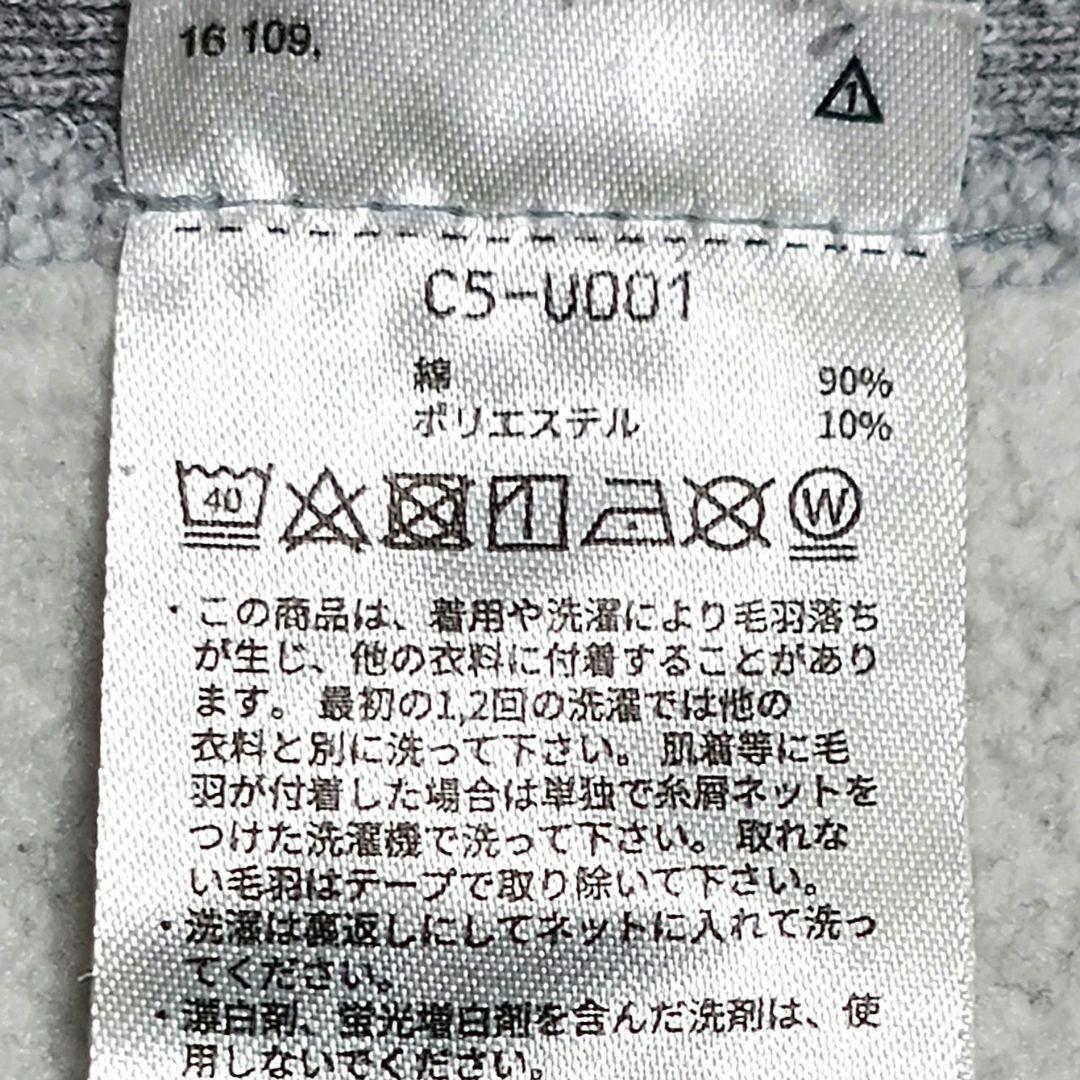 16 109,
1
C5-U001
綿 90%
ポリエステル 10%
40 W
・この商品は、着用や洗濯により毛羽落ち
が生じ、他の衣料に付着することがあり
ます。最初の1,2回の洗濯では他の
衣料と別に洗って下さい。肌着等に毛
羽が付着した場合は単独で糸屑ネットを
つけた洗濯機で洗って下さい。取れな
い毛羽はテープで取り除いて下さい。
・洗濯は裏返しにしてネットに入れて洗っ
てください。
・漂白剤、蛍光増白剤を含んだ洗剤は、使
用しないでください。